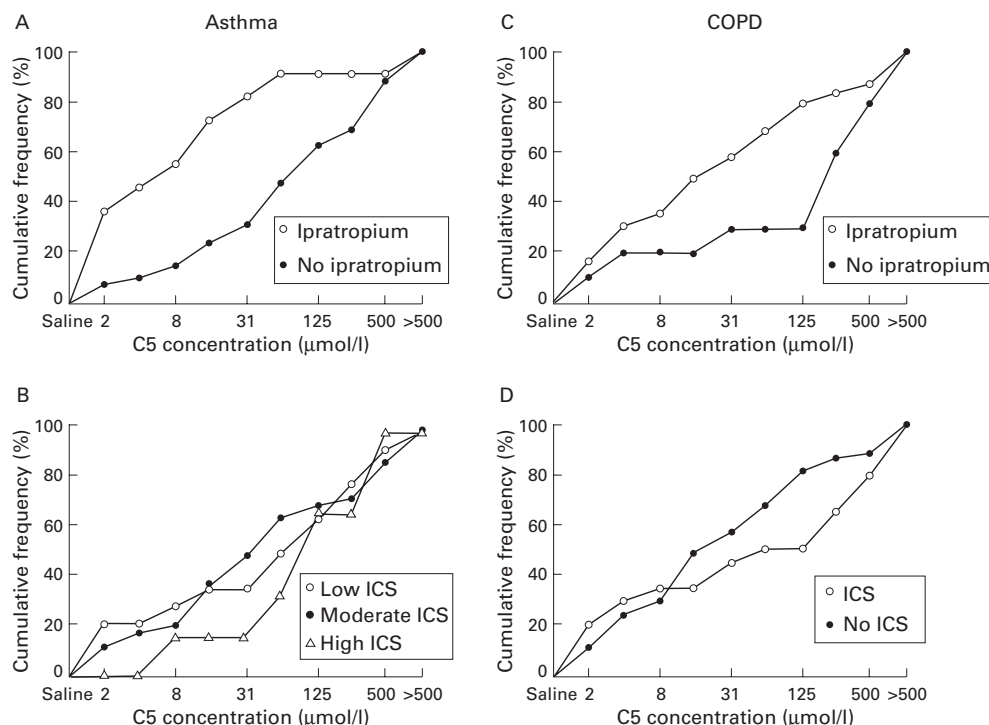 A
Asthma
Cumulative frequency (%)
100
80
60
40
20
0
Ipratropium
No ipratropium
Saline 2 8 31 125 500 >500
C5 concentration (μmol/l)
C
COPD
Cumulative frequency (%)
100
80
60
40
20
0
Ipratropium
No ipratropium
Saline 2 8 31 125 500 >500
C5 concentration (μmol/l)
B
Cumulative frequency (%)
100
80
60
40
20
0
Low ICS
Moderate ICS
High ICS
Saline 2 8 31 125 500 >500
C5 concentration (μmol/l)
D
Cumulative frequency (%)
100
80
60
40
20
0
ICS
No ICS
Saline 2 8 31 125 500 >500
C5 concentration (μmol/l)